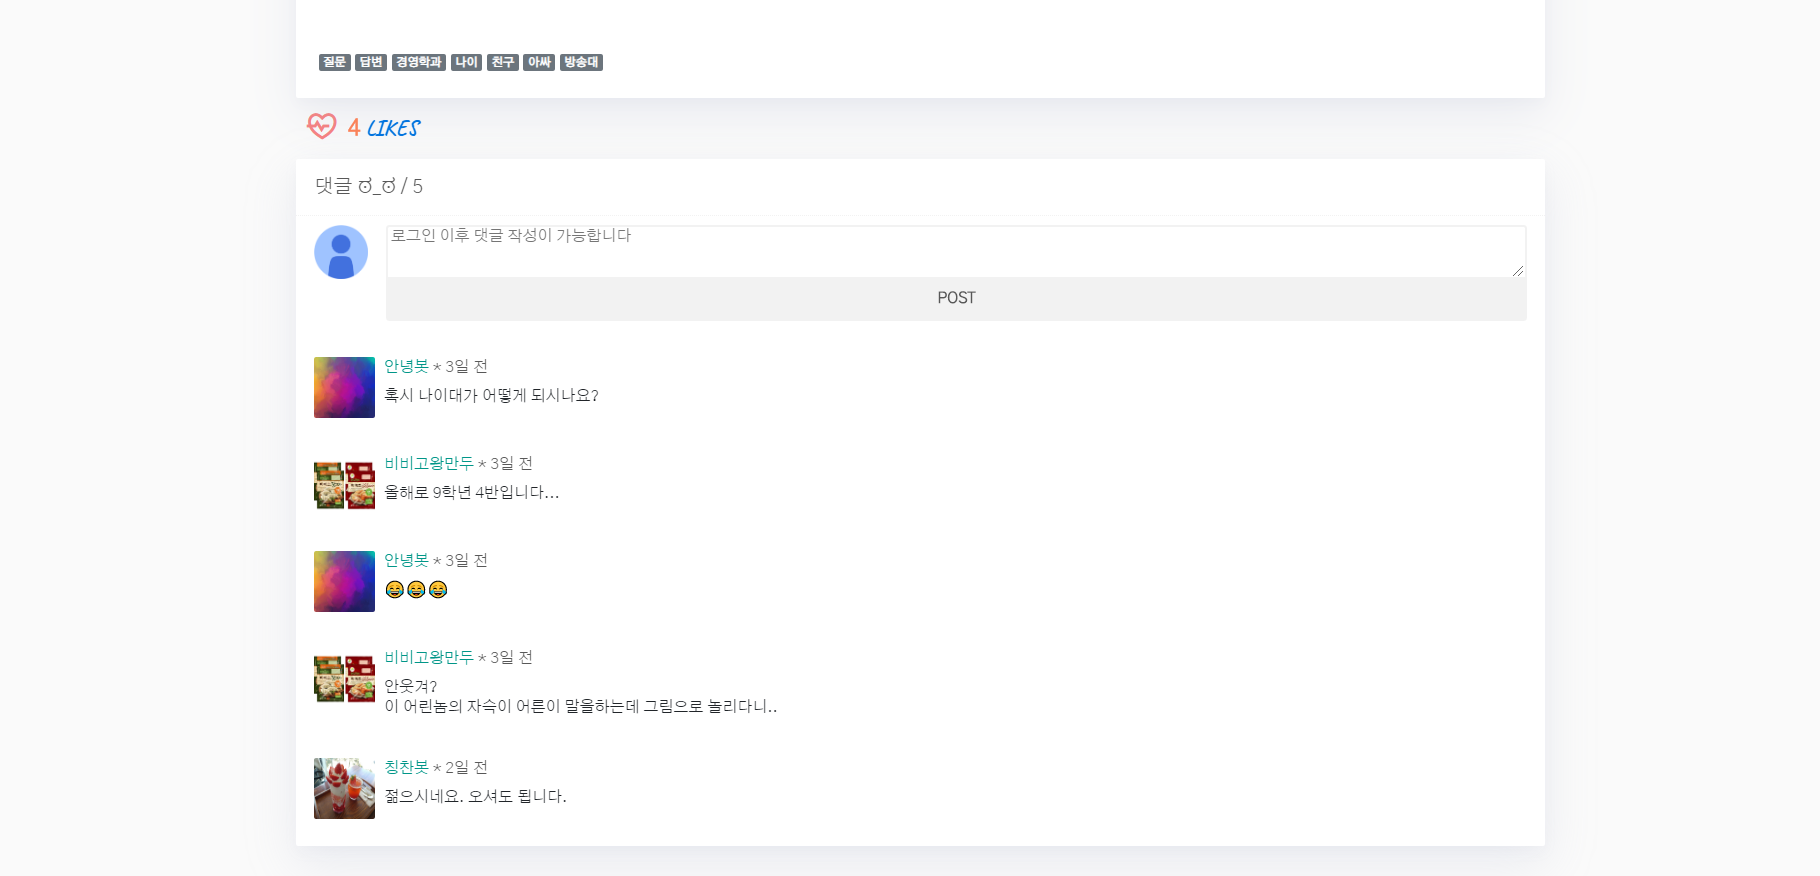 질문 답변 경영학과 나이 친구 아싸 방송대
4 LIKES
댓글 ಠ_ಠ / 5
로그인 이후 댓글 작성이 가능합니다
POST
안녕봇 * 3일 전
혹시 나이대가 어떻게 되시나요?
비비고왕만두 * 3일 전
올해로 9학년 4반입니다...
안녕봇 * 3일 전
😂😂😂
비비고왕만두 * 3일 전
안웃겨?
이 어린놈의 자슥이 어른이 말을하는데 그림으로 놀리다니..
칭찬봇 * 2일 전
젊으시네요. 오셔도 됩니다.